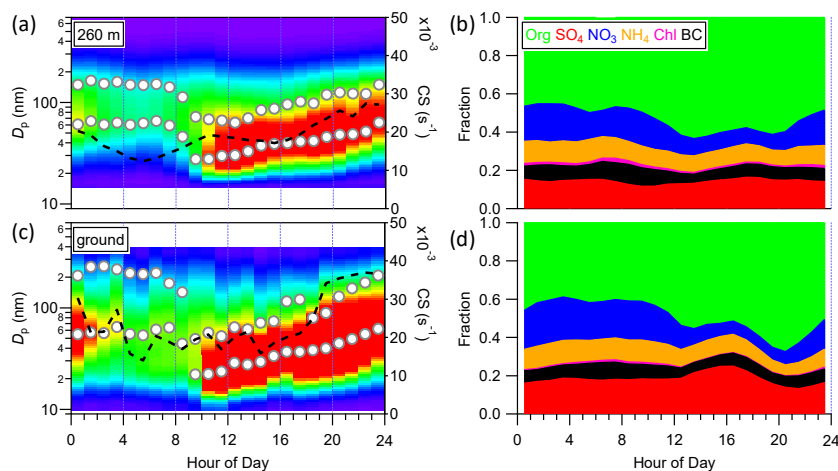 (a)
260 m
Dp (nm)
6
4
2
100
6
4
2
10
50
40
30
20
10
0
x10-3
CS (s-1)
(b)
Org SO4 NO3 NH4 Chl BC
Fraction
1.0
0.8
0.6
0.4
0.2
0.0
(c)
ground
Dp (nm)
6
4
2
100
6
4
2
10
50
40
30
20
10
0
x10-3
CS (s-1)
0 4 8 12 16 20 24
Hour of Day
(d)
Fraction
1.0
0.8
0.6
0.4
0.2
0.0
0 4 8 12 16 20 24
Hour of Day